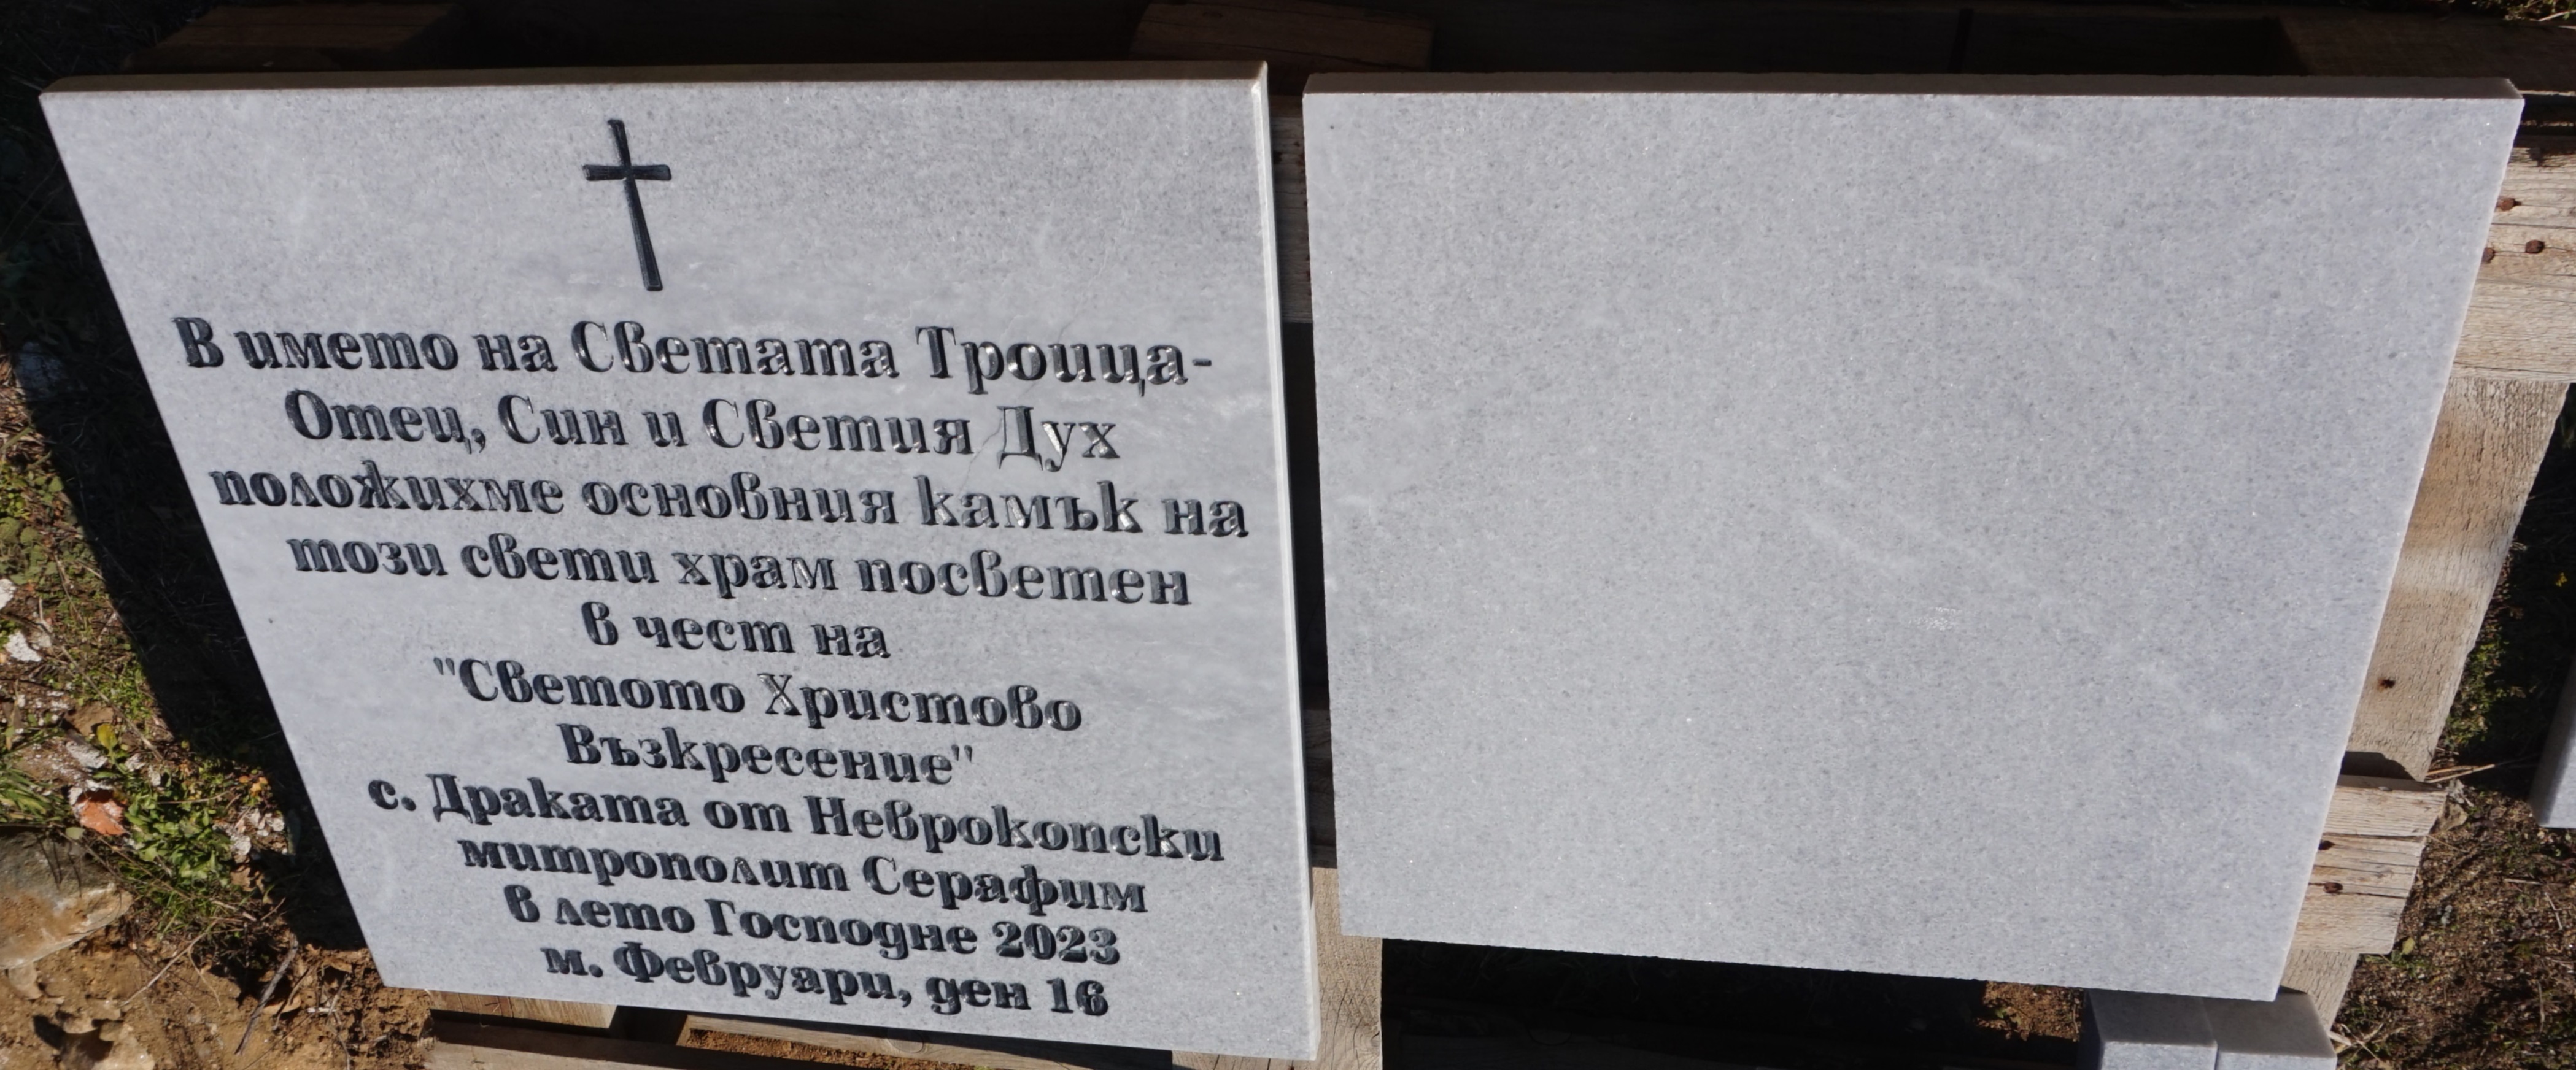 В името на Светата Троица-
Отец, Син и Светия Дух
положихме основния камък на
този свети храм посветен
в чест на
"Светото Христово
Възкресение"
с. Драката от Неврокопски
митрополит Серафим
в лето Господне 2023
м. Февруари, ден 16